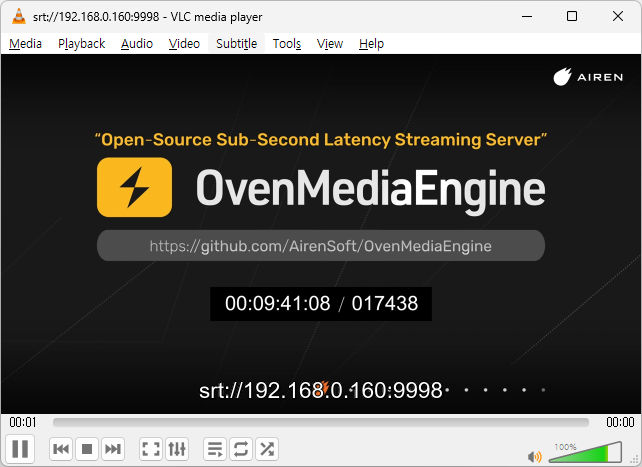 srt://192.168.0.160:9998 - VLC media player
Media Playback Audio Video Subtitle Tools View Help
AIREN
“Open-Source Sub-Second Latency Streaming Server”
OvenMediaEngine
https://github.com/AirenSoft/OvenMediaEngine
00:09:41:08 / 017438
srt://192.168.0.160:9998
00:01 00:00
100%